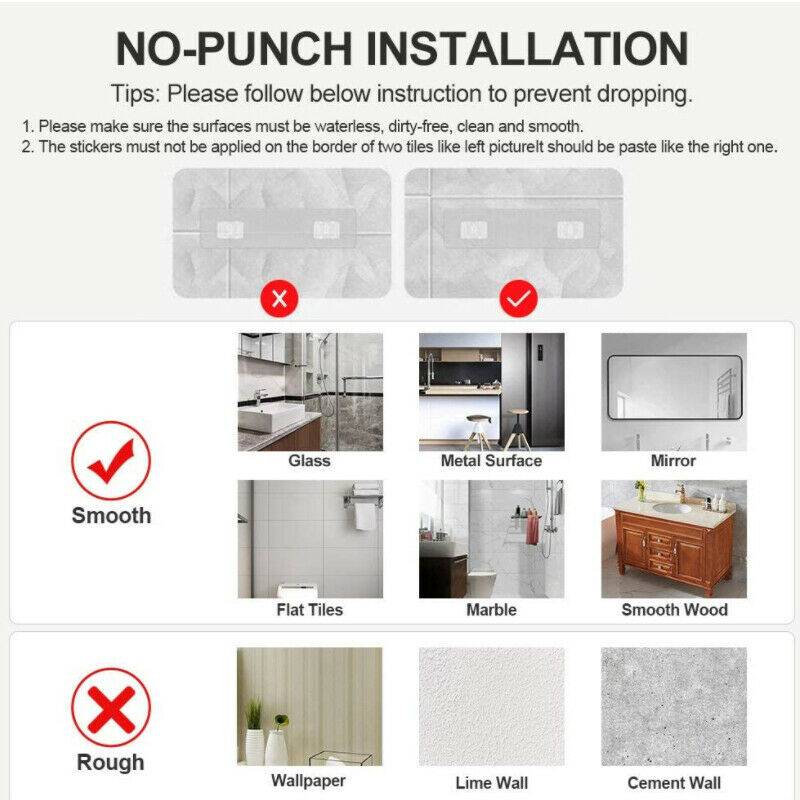 NO-PUNCH INSTALLATION
Tips: Please follow below instruction to prevent dropping.
1. Please make sure the surfaces must be waterless, dirty-free, clean and smooth.
2. The stickers must not be applied on the border of two tiles like left pictureIt should be paste like the right one.
Glass
Metal Surface
Mirror
Smooth
Flat Tiles
Marble
Smooth Wood
Rough
Wallpaper
Lime Wall
Cement Wall